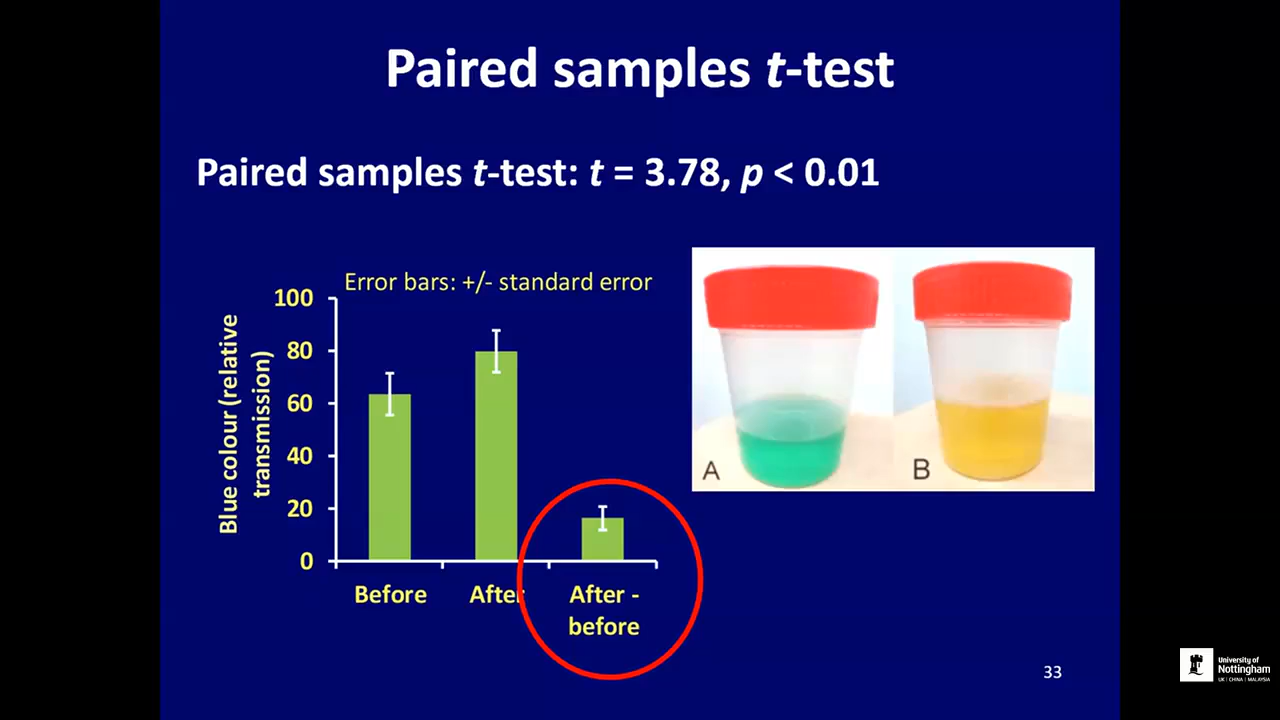 Paired samples t-test
Paired samples t-test: t = 3.78, p < 0.01
Error bars: +/- standard error
100
80
60
40
20
0
Blue colour (relative
transmission)
Before
After
After -
before
A
B
33
University of
Nottingham
UK | CHINA | MALAYSIA